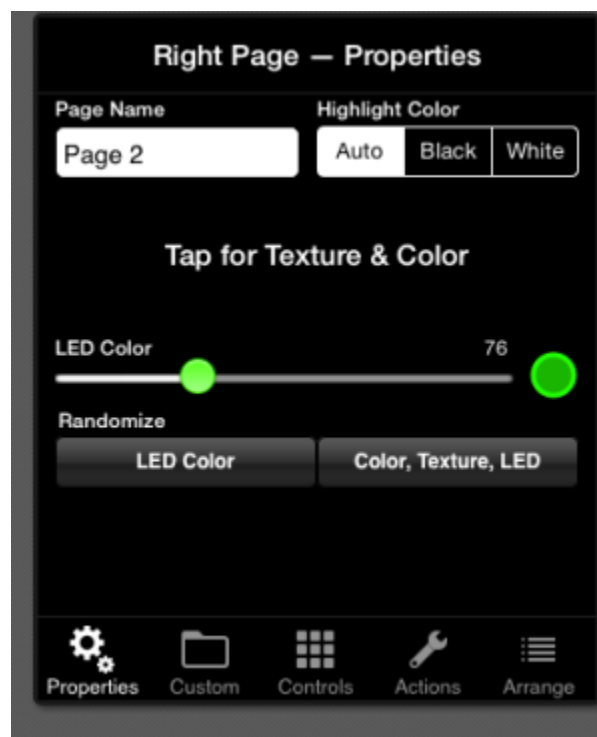 Right Page — Properties
Page Name Highlight Color
Page 2 Auto Black White
Tap for Texture & Color
LED Color 76
Randomize
LED Color Color, Texture, LED
Properties Custom Controls Actions Arrange